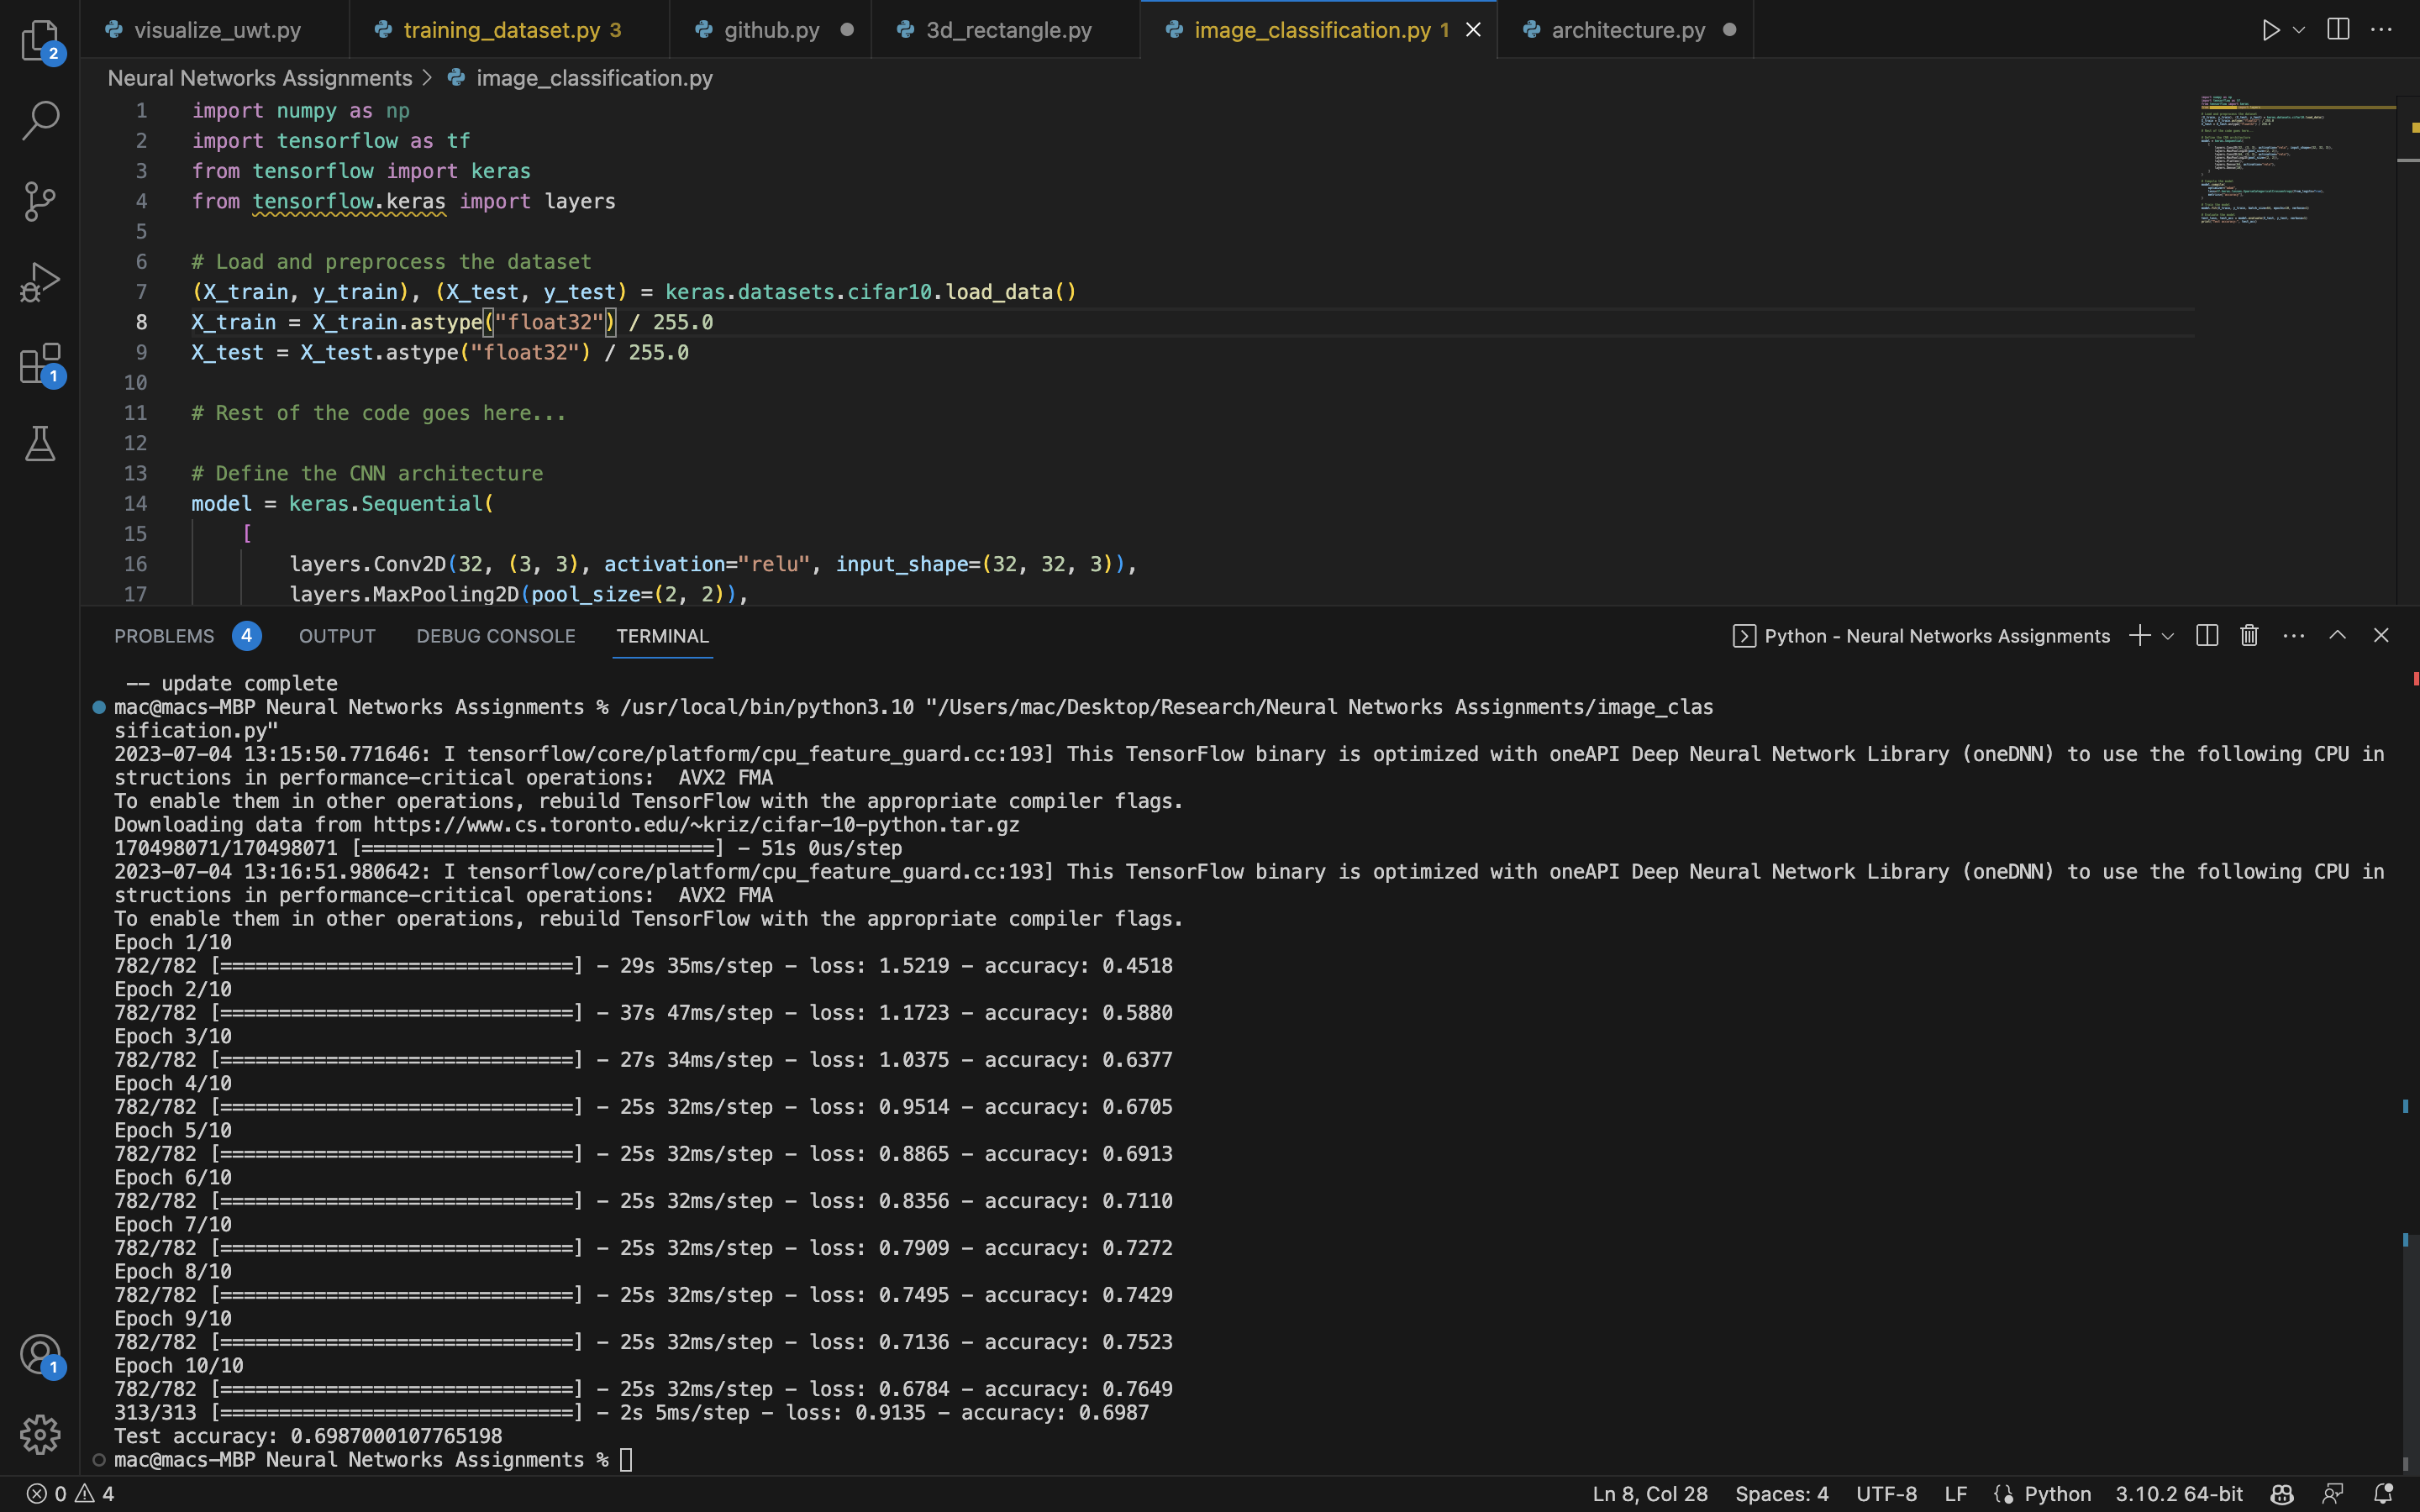 visualize_uwt.py
training_dataset.py 3
github.py
3d_rectangle.py
image_classification.py 1
architecture.py
2
1
1
Neural Networks Assignments > image_classification.py
1 import numpy as np
2 import tensorflow as tf
3 from tensorflow import keras
4 from tensorflow.keras import layers
5
6 # Load and preprocess the dataset
7 (X_train, y_train), (X_test, y_test) = keras.datasets.cifar10.load_data()
8 X_train = X_train.astype("float32") / 255.0
9 X_test = X_test.astype("float32") / 255.0
10
11 # Rest of the code goes here...
12
13 # Define the CNN architecture
14 model = keras.Sequential(
15 [
16 layers.Conv2D(32, (3, 3), activation="relu", input_shape=(32, 32, 3)),
17 layers.MaxPooling2D(pool_size=(2, 2)),
PROBLEMS 4 OUTPUT DEBUG CONSOLE TERMINAL
Python - Neural Networks Assignments
-- update complete
mac@macs-MBP Neural Networks Assignments % /usr/local/bin/python3.10 "/Users/mac/Desktop/Research/Neural Networks Assignments/image_clas
sification.py"
2023-07-04 13:15:50.771646: I tensorflow/core/platform/cpu_feature_guard.cc:193] This TensorFlow binary is optimized with oneAPI Deep Neural Network Library (oneDNN) to use the following CPU in
structions in performance-critical operations:  AVX2 FMA
To enable them in other operations, rebuild TensorFlow with the appropriate compiler flags.
Downloading data from https://www.cs.toronto.edu/~kriz/cifar-10-python.tar.gz
170498071/170498071 [==============================] - 51s 0us/step
2023-07-04 13:16:51.980642: I tensorflow/core/platform/cpu_feature_guard.cc:193] This TensorFlow binary is optimized with oneAPI Deep Neural Network Library (oneDNN) to use the following CPU in
structions in performance-critical operations:  AVX2 FMA
To enable them in other operations, rebuild TensorFlow with the appropriate compiler flags.
Epoch 1/10
782/782 [==============================] - 29s 35ms/step - loss: 1.5219 - accuracy: 0.4518
Epoch 2/10
782/782 [==============================] - 37s 47ms/step - loss: 1.1723 - accuracy: 0.5880
Epoch 3/10
782/782 [==============================] - 27s 34ms/step - loss: 1.0375 - accuracy: 0.6377
Epoch 4/10
782/782 [==============================] - 25s 32ms/step - loss: 0.9514 - accuracy: 0.6705
Epoch 5/10
782/782 [==============================] - 25s 32ms/step - loss: 0.8865 - accuracy: 0.6913
Epoch 6/10
782/782 [==============================] - 25s 32ms/step - loss: 0.8356 - accuracy: 0.7110
Epoch 7/10
782/782 [==============================] - 25s 32ms/step - loss: 0.7909 - accuracy: 0.7272
Epoch 8/10
782/782 [==============================] - 25s 32ms/step - loss: 0.7495 - accuracy: 0.7429
Epoch 9/10
782/782 [==============================] - 25s 32ms/step - loss: 0.7136 - accuracy: 0.7523
Epoch 10/10
782/782 [==============================] - 25s 32ms/step - loss: 0.6784 - accuracy: 0.7649
313/313 [==============================] - 2s 5ms/step - loss: 0.9135 - accuracy: 0.6987
Test accuracy: 0.6987000107765198
mac@macs-MBP Neural Networks Assignments %
0 4
Ln 8, Col 28 Spaces: 4 UTF-8 LF Python 3.10.2 64-bit